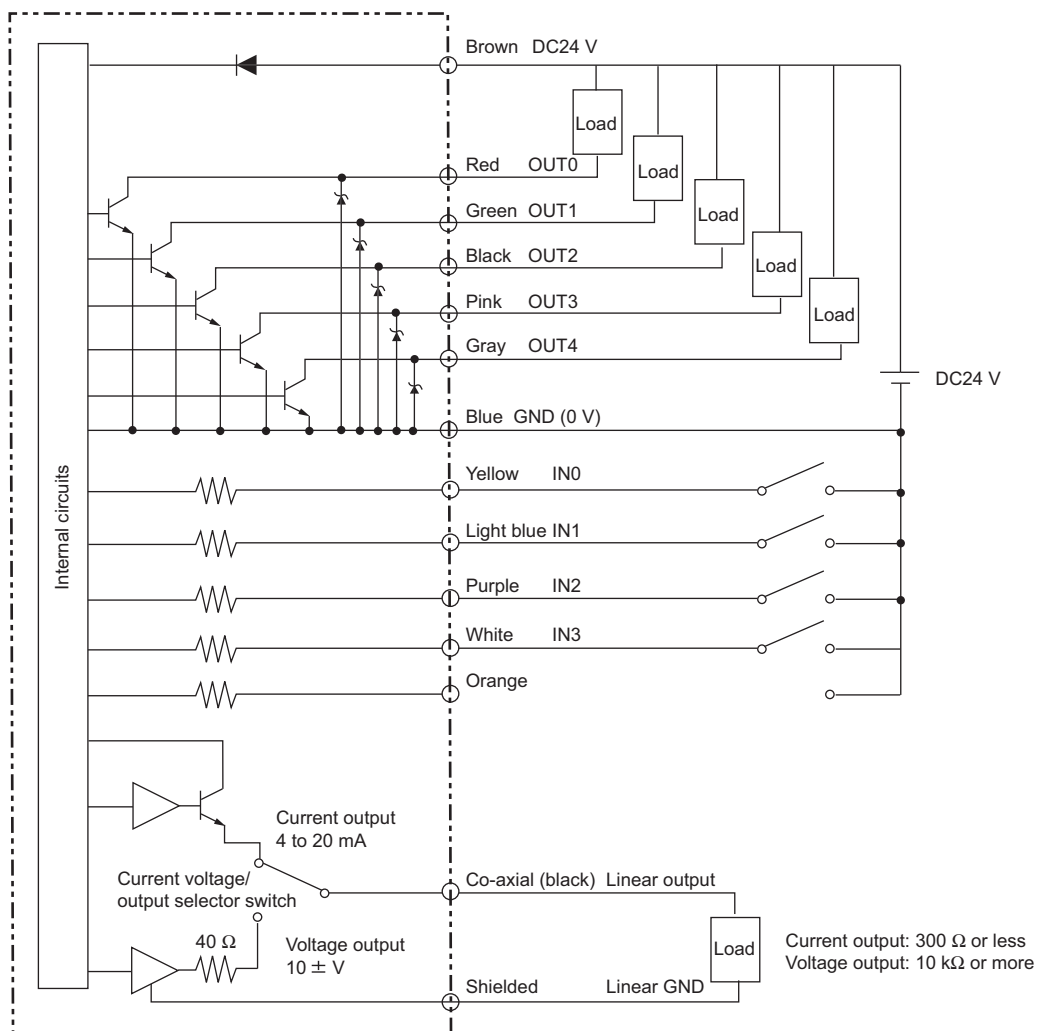 Brown DC24 V
Load
Red OUT0
Load
Green OUT1
Load
Black OUT2
Load
Pink OUT3
Load
Gray OUT4
DC24 V
Blue GND (0 V)
Internal circuits
Yellow IN0
Light blue IN1
Purple IN2
White IN3
Orange
Current output
4 to 20 mA
Current voltage/
output selector switch
Co-axial (black) Linear output
40 Ω
Voltage output
10 ± V
Load
Current output: 300 Ω or less
Voltage output: 10 kΩ or more
Shielded Linear GND